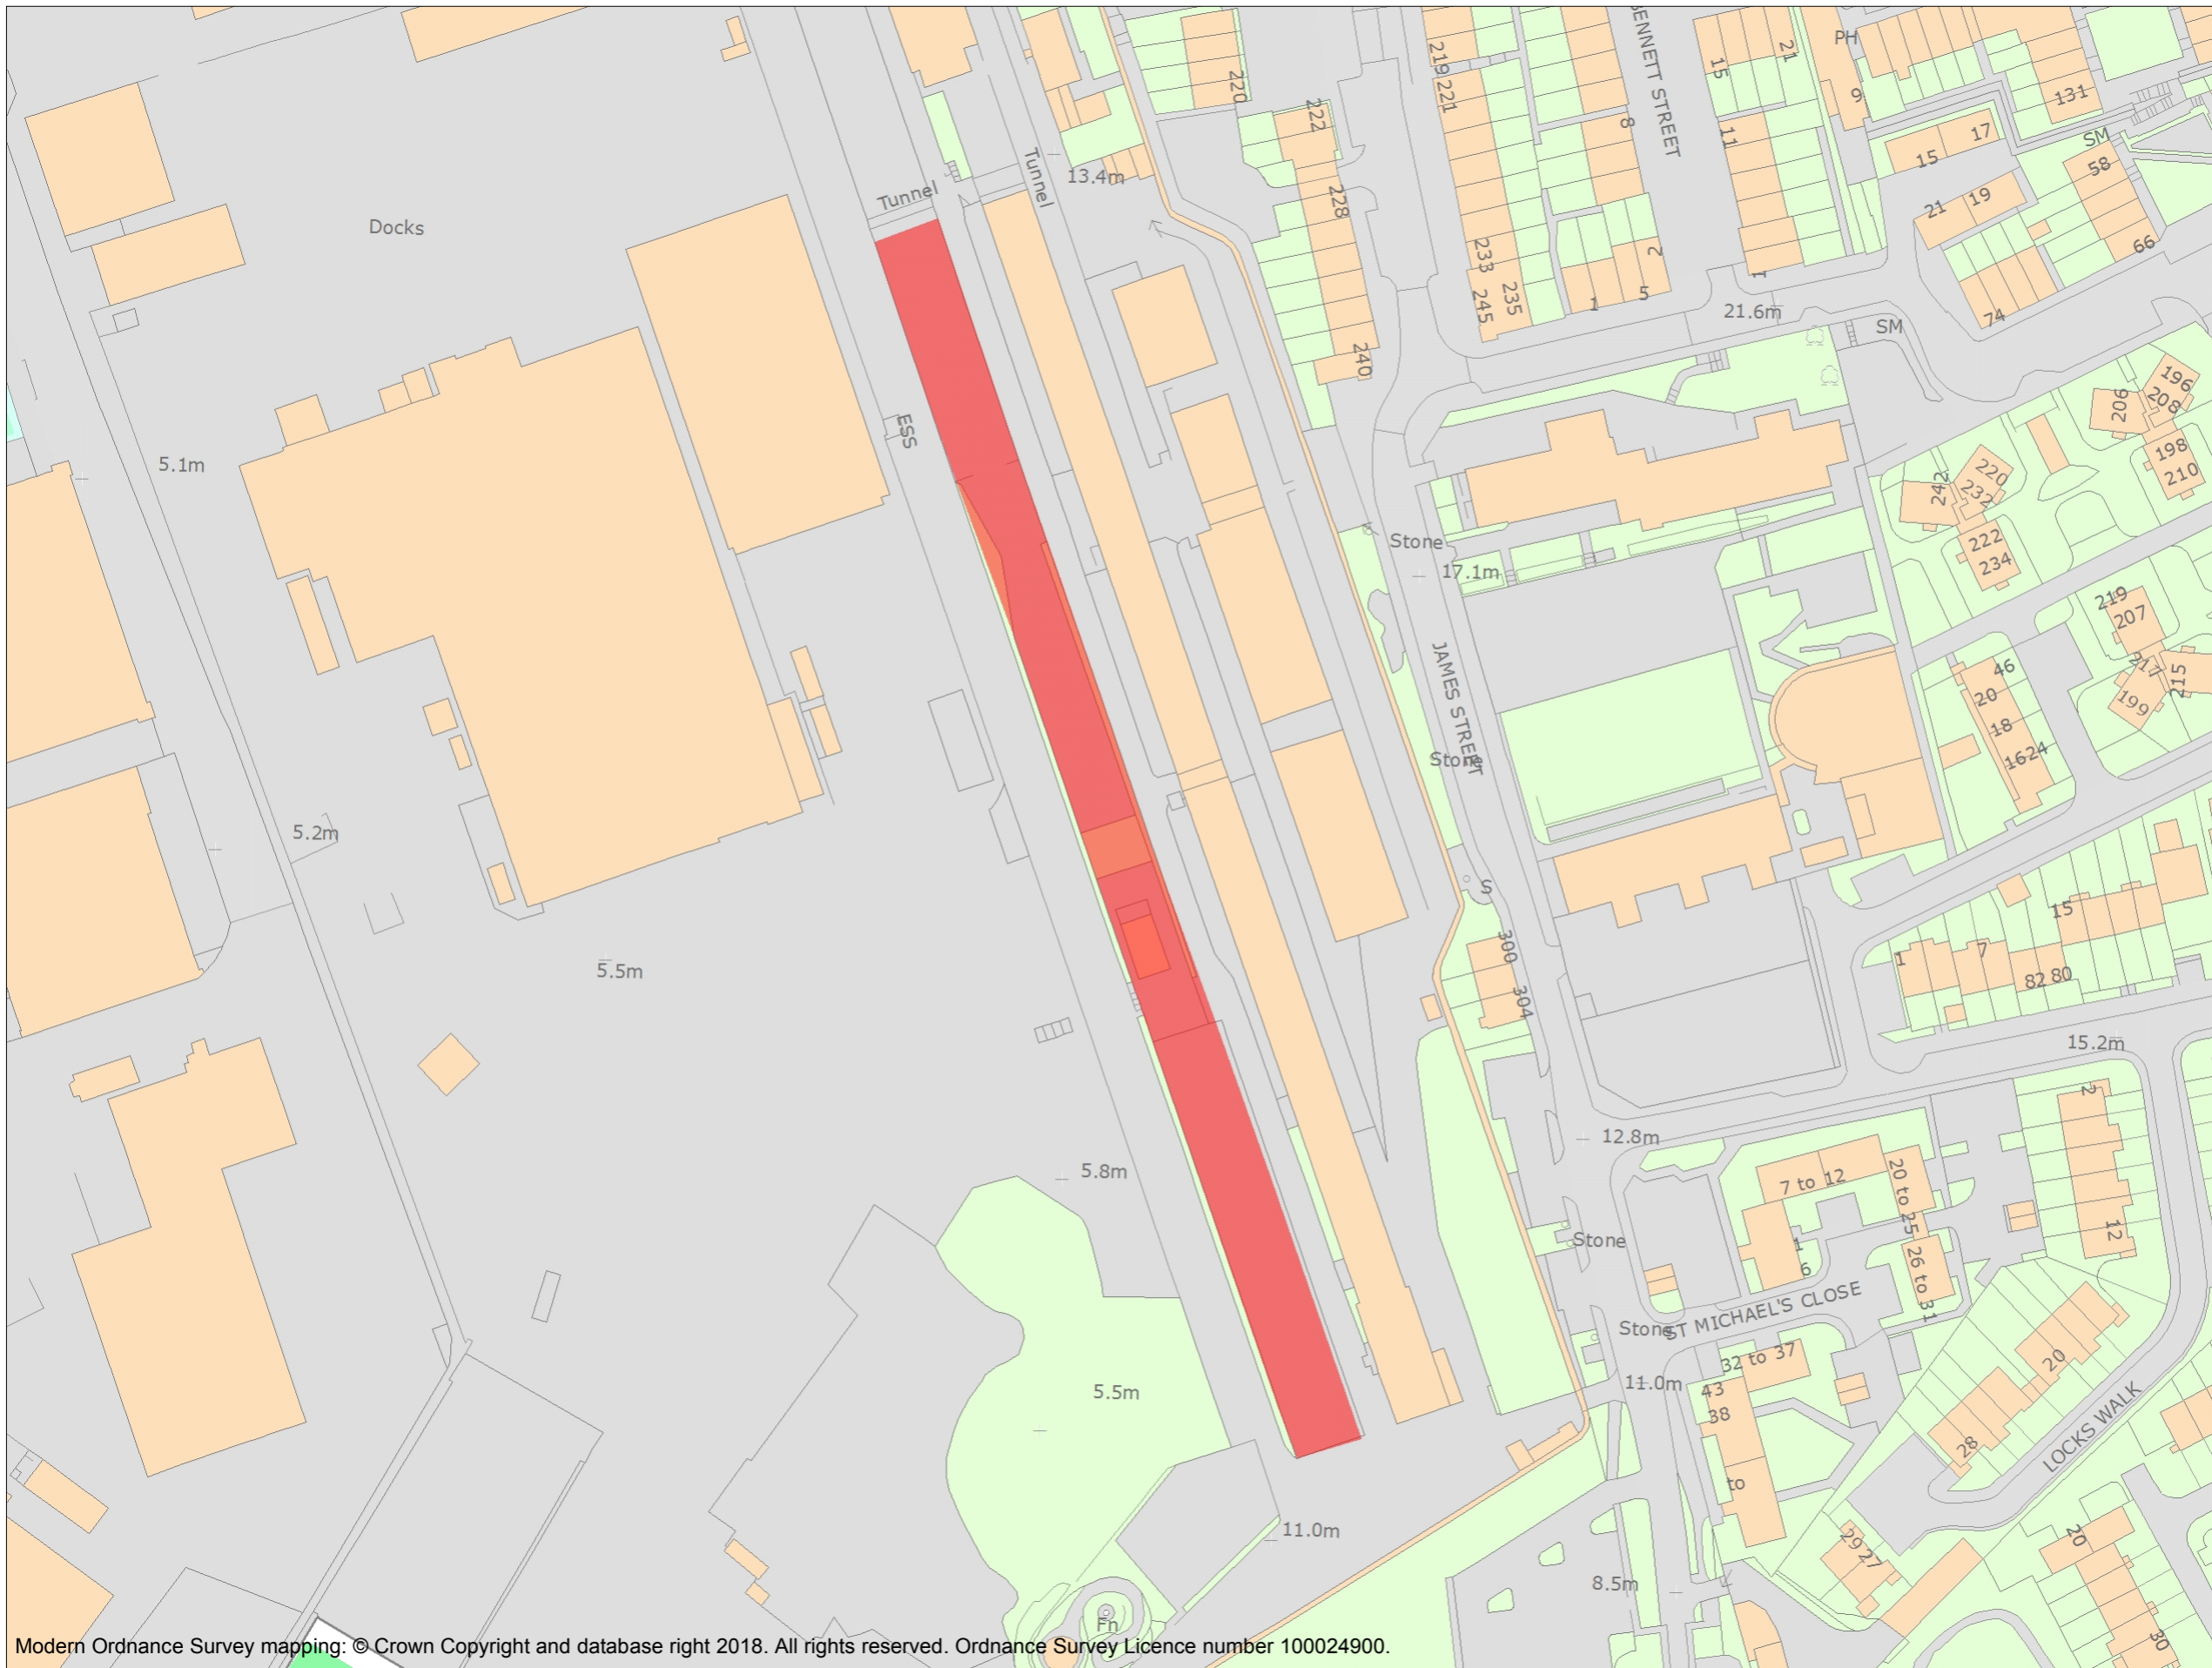 BENNETT STREET
PH
219
221
220
222
15
21
9
131
SM
17
15
58
8
11
Tunnel
Tunnel
13.4m
228
21
19
66
Docks
233
245
235
2
1
5
1
21.6m
SM
74
240
196
208
206
198
210
ESS
5.1m
242
220
232
222
234
Stone
17.1m
219
207
217
215
199
JAMES STREET
46
20
18
16
24
Stone
5.2m
S
15
300
304
1
7
82
80
5.5m
15.2m
2
12.8m
5.8m
7 to 12
20 to 25
12
Stone
1
6
26 to 31
ST MICHAEL'S CLOSE
Stone
32 to 37
20
5.5m
11.0m
43
38
to
28
LOCKS WALK
11.0m
29
27
20
8.5m
Fn
30
Modern Ordnance Survey mapping: © Crown Copyright and database right 2018. All rights reserved. Ordnance Survey Licence number 100024900.